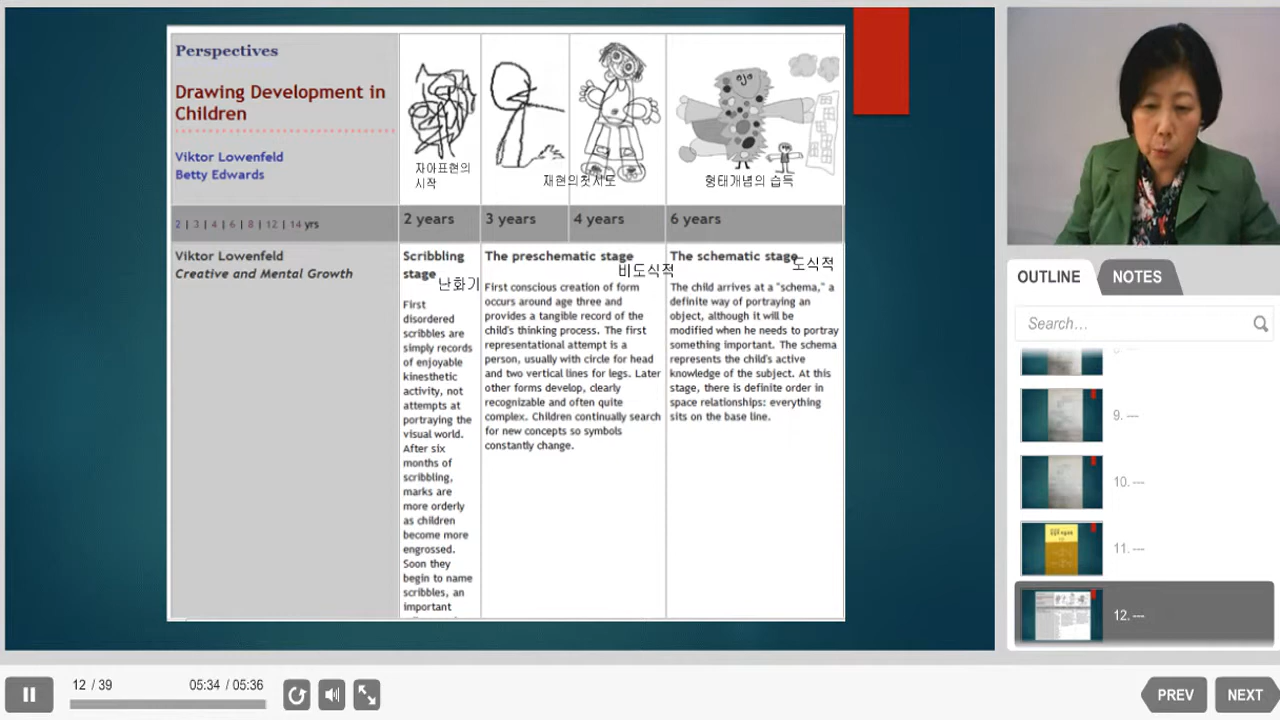 Perspectives
Drawing Development in
Children
Viktor Lowenfeld
Betty Edwards
자아표현의
시작
재현의첫시도
형태개념의 습득
2 | 3 | 4 | 6 | 8 | 12 | 14 yrs
2 years
3 years
4 years
6 years
Viktor Lowenfeld
Creative and Mental Growth
Scribbling
stage
난화기
First
disordered
scribbles are
simply records
of enjoyable
kinesthetic
activity, not
attempts at
portraying the
visual world.
After six
months of
scribbling,
marks are
more orderly
as children
become more
engrossed.
Soon they
begin to name
scribbles, an
important
The preschematic stage
비도식적
First conscious creation of form
occurs around age three and
provides a tangible record of the
child's thinking process. The first
representational attempt is a
person, usually with circle for head
and two vertical lines for legs. Later
other forms develop, clearly
recognizable and often quite
complex. Children continually search
for new concepts so symbols
constantly change.
The schematic stage
도식적
The child arrives at a "schema," a
definite way of portraying an
object, although it will be
modified when he needs to portray
something important. The schema
represents the child's active
knowledge of the subject. At this
stage, there is definite order in
space relationships: everything
sits on the base line.
OUTLINE
NOTES
Search...
9. ---
10. ---
11. ---
12. ---
12 / 39
05:34 / 05:36
PREV
NEXT